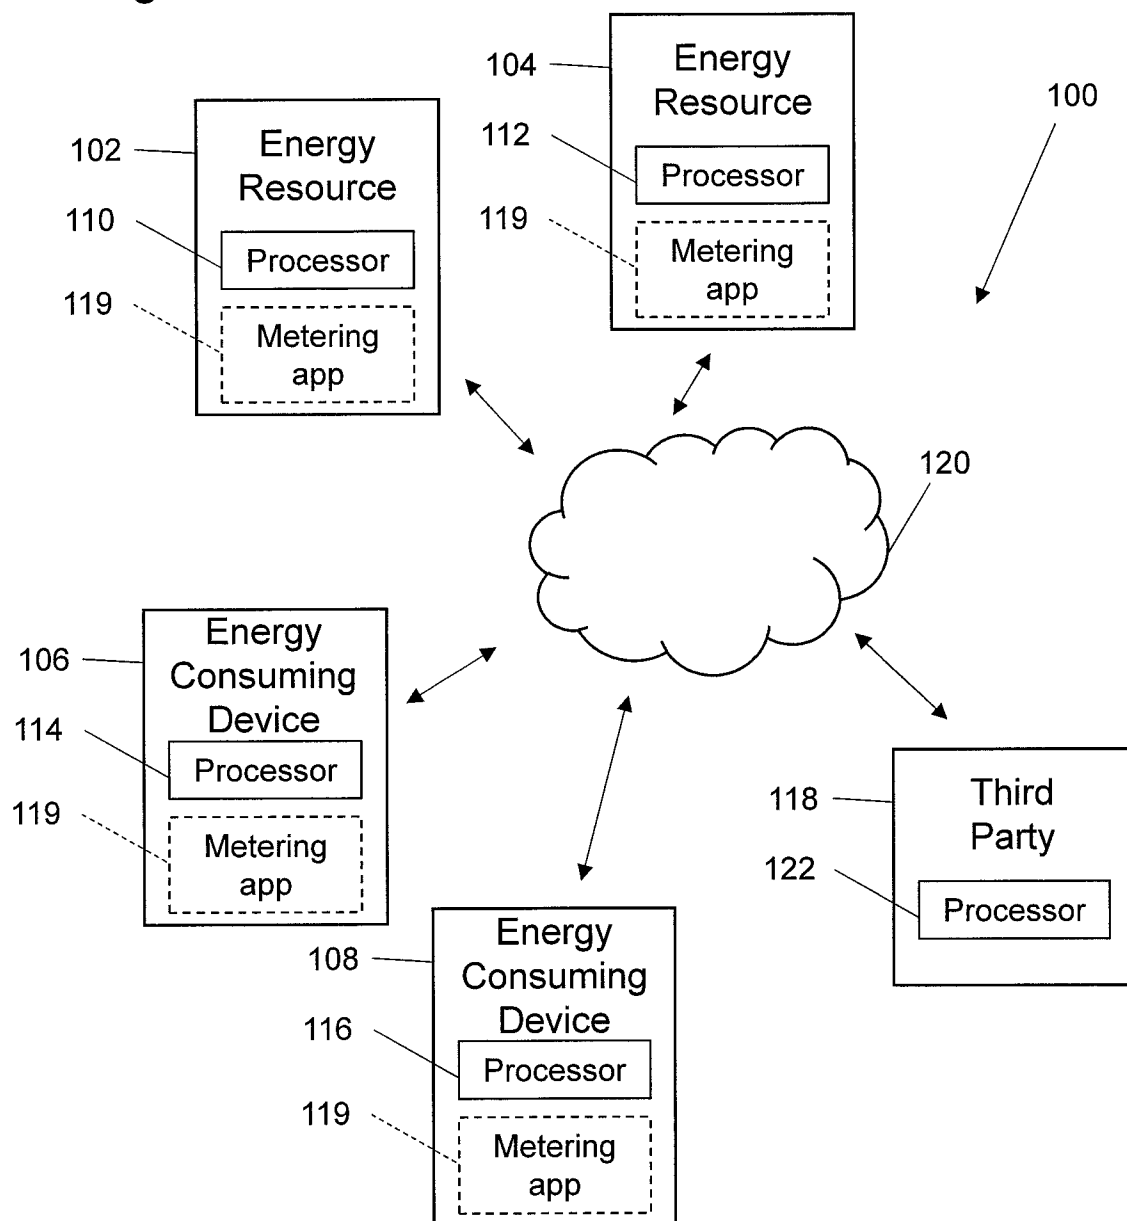 104
Energy
Resource
112
Processor
119
Metering
app
100
102
Energy
Resource
110
Processor
119
Metering
app
120
106
Energy
Consuming
Device
114
Processor
119
Metering
app
118
Third
Party
122
Processor
108
Energy
Consuming
Device
116
Processor
119
Metering
app